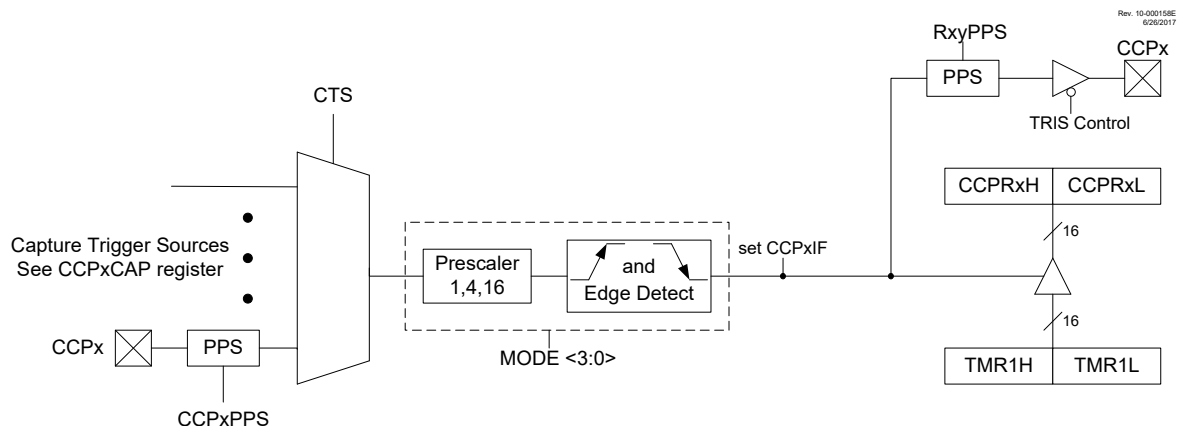 Rev. 10-000158E
6/26/2017
RxyPPS
CCPx
PPS
TRIS Control
CTS
CCPRxH
CCPRxL
16
Capture Trigger Sources
See CCPxCAP register
Prescaler
1,4,16
and
Edge Detect
set CCPxIF
16
CCPx
PPS
MODE <3:0>
TMR1H
TMR1L
CCPxPPS